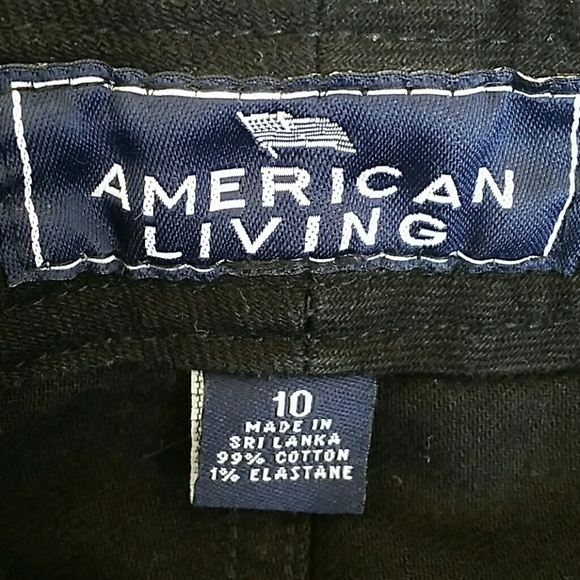 AMERICAN
LIVING
10
MADE IN
SRI LANKA
99% COTTON
1% ELASTANE